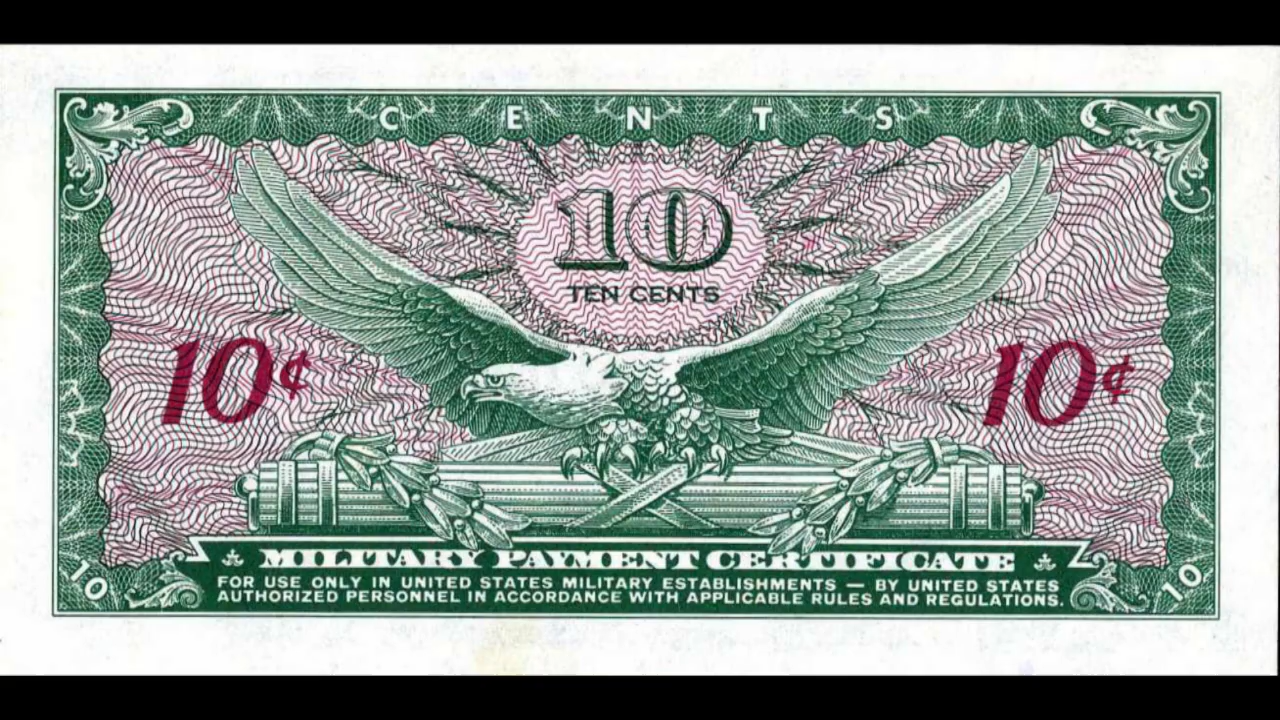 CENTS
10
TEN CENTS
10¢ 10¢
MILITARY PAYMENT CERTIFICATE
10 10
FOR USE ONLY IN UNITED STATES MILITARY ESTABLISHMENTS — BY UNITED STATES
AUTHORIZED PERSONNEL IN ACCORDANCE WITH APPLICABLE RULES AND REGULATIONS.